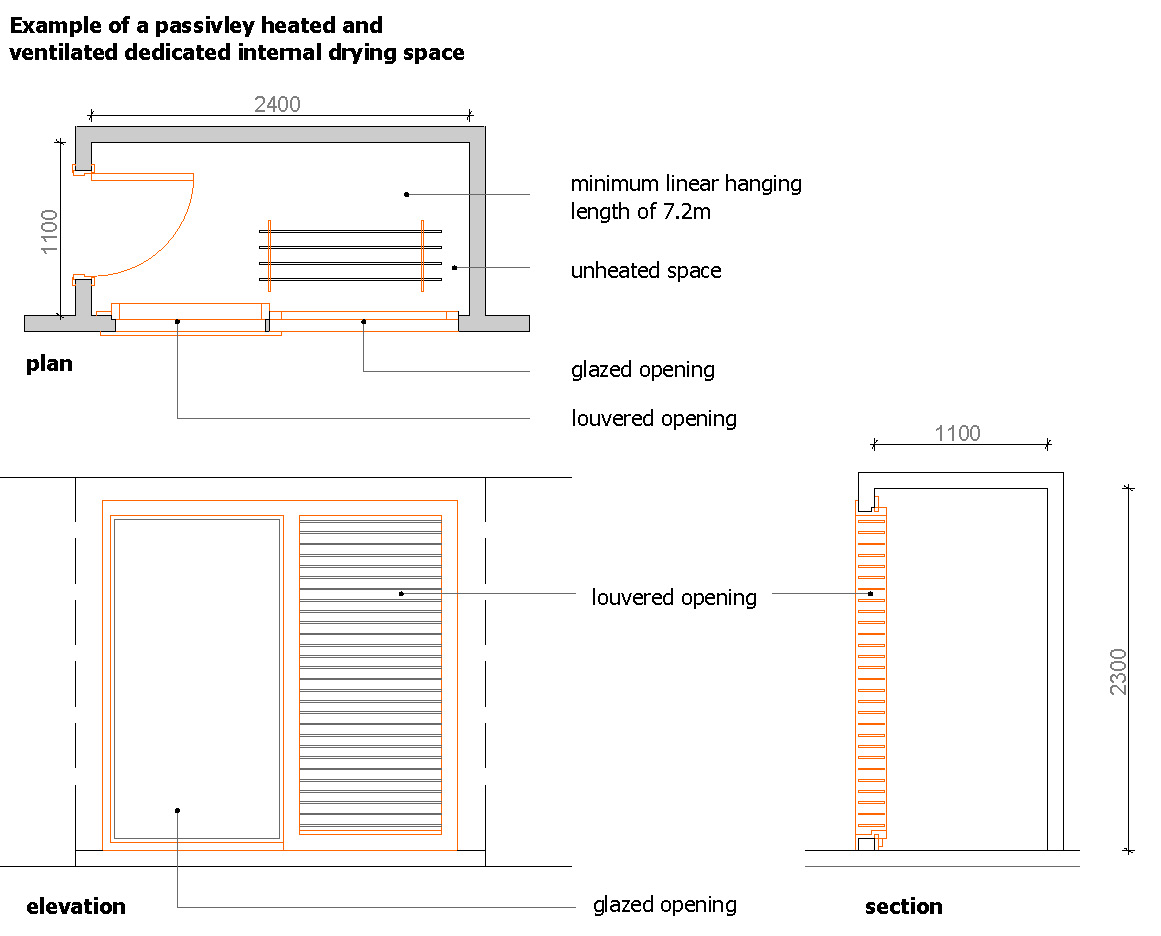 Example of a passivley heated and
ventilated dedicated internal drying space
2400
1100
minimum linear hanging
length of 7.2m
unheated space
plan
glazed opening
louvered opening
1100
louvered opening
2300
elevation
glazed opening
section